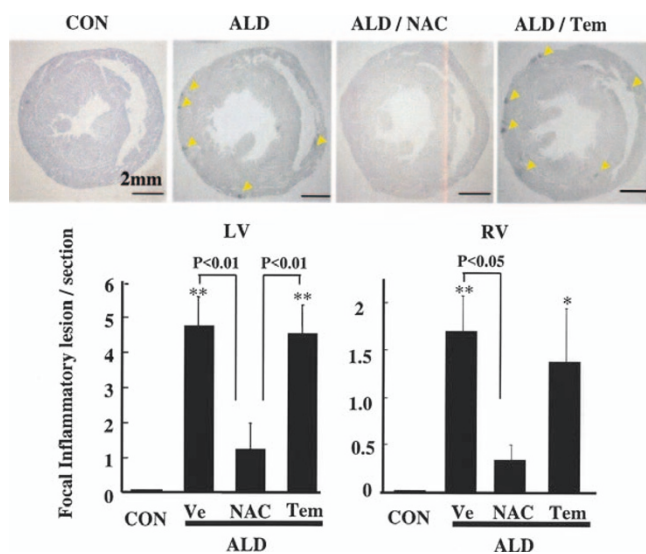 CON ALD ALD / NAC ALD / Tem
2mm
LV RV
Focal Inflammatory lesion / section
P<0.01 P<0.01 P<0.05
** ** ** *
6
5
4
3
2
1
0
2
1.5
1.0
0.5
0
CON Ve NAC Tem CON Ve NAC Tem
ALD ALD